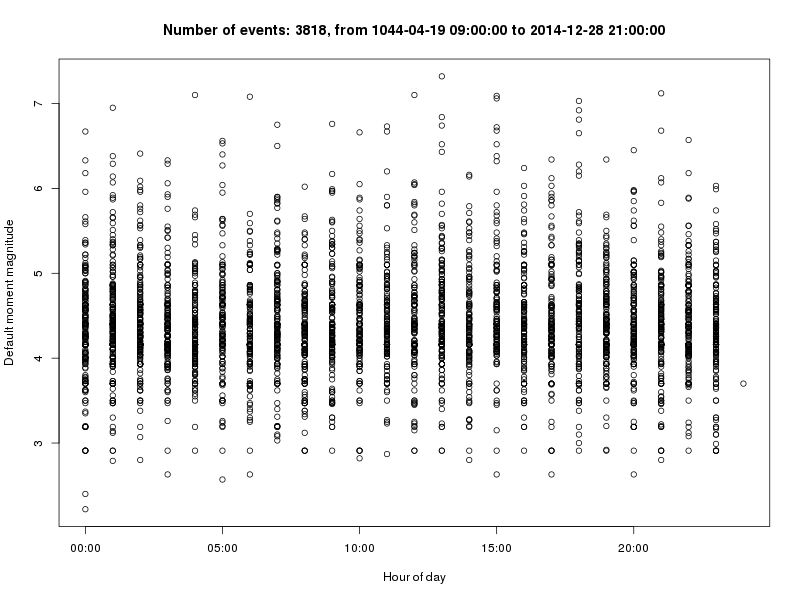 Number of events: 3818, from 1044-04-19 09:00:00 to 2014-12-28 21:00:00
Default moment magnitude
7
6
5
4
3
00:00 05:00 10:00 15:00 20:00
Hour of day